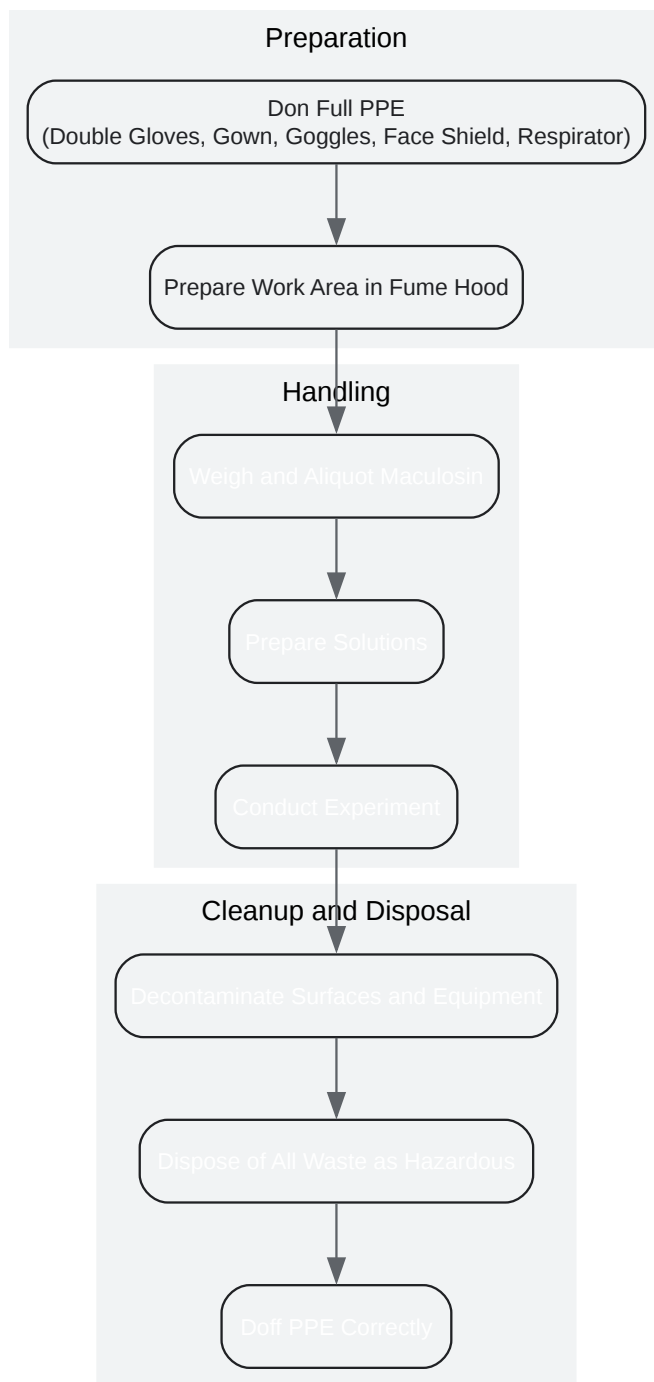 Preparation
Don Full PPE
(Double Gloves, Gown, Goggles, Face Shield, Respirator)
Prepare Work Area in Fume Hood
Handling
Weigh and Aliquot Maculosin
Prepare Solutions
Conduct Experiment
Cleanup and Disposal
Decontaminate Surfaces and Equipment
Dispose of All Waste as Hazardous
Doff PPE Correctly